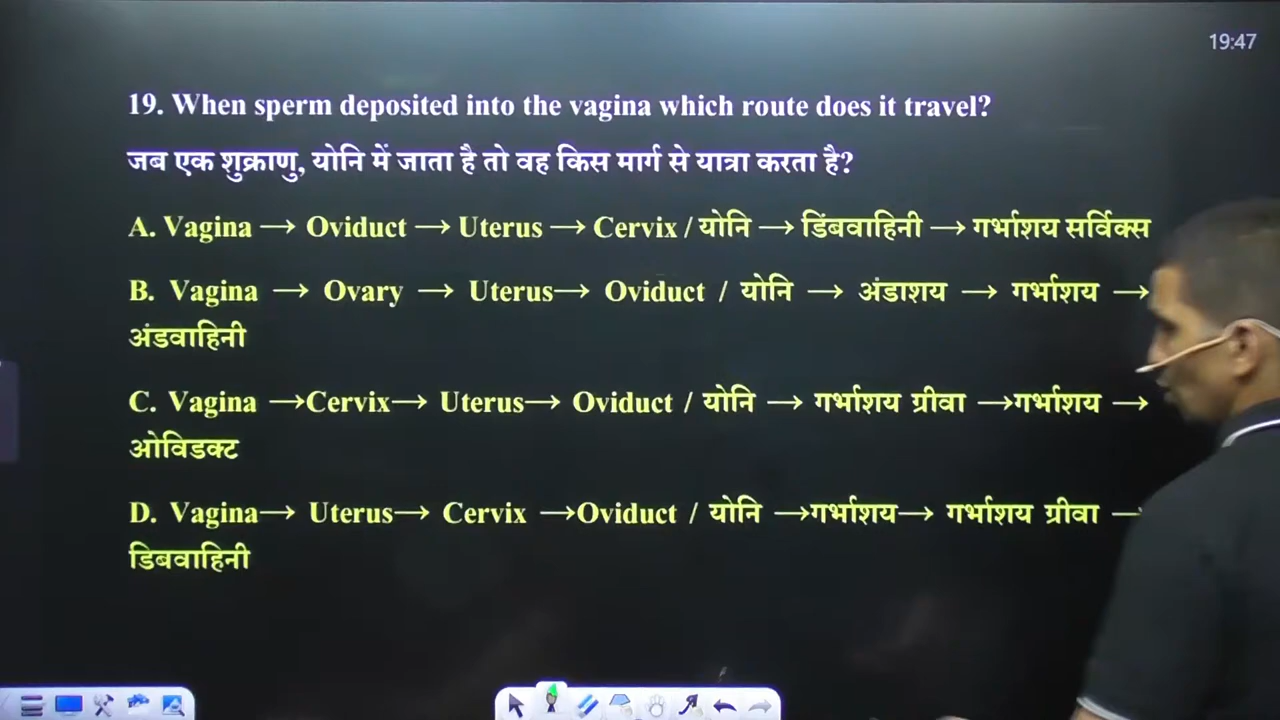 19:47
19. When sperm deposited into the vagina which route does it travel?
जब एक शुक्राणु, योनि में जाता है तो वह किस मार्ग से यात्रा करता है?
A. Vagina → Oviduct → Uterus → Cervix / योनि → डिंबवाहिनी → गर्भाशय सर्विक्स
B. Vagina → Ovary → Uterus→ Oviduct / योनि → अंडाशय → गर्भाशय →
अंडवाहिनी
C. Vagina →Cervix→ Uterus→ Oviduct / योनि → गर्भाशय ग्रीवा →गर्भाशय →
ओविडक्ट
D. Vagina→ Uterus→ Cervix →Oviduct / योनि →गर्भाशय→ गर्भाशय ग्रीवा →
डिबवाहिनी